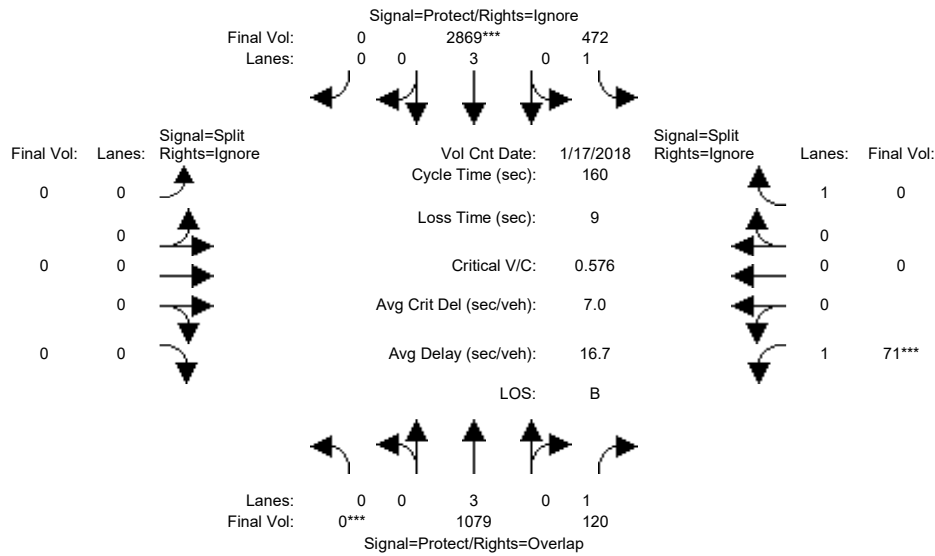 Signal=Protect/Rights=Ignore
Final Vol: 0 2869*** 472
Lanes: 0 0 3 0 1
Signal=Split
Final Vol: Lanes: Rights=Ignore
Vol Cnt Date: 1/17/2018
Signal=Split
Rights=Ignore Lanes: Final Vol:
Cycle Time (sec): 160
0 0
1 0
Loss Time (sec): 9
0
0
0 0
Critical V/C: 0.576
0 0
0
Avg Crit Del (sec/veh): 7.0
0
0 0
Avg Delay (sec/veh): 16.7
1 71***
LOS: B
Lanes: 0 0 3 0 1
Final Vol: 0*** 1079 120
Signal=Protect/Rights=Overlap